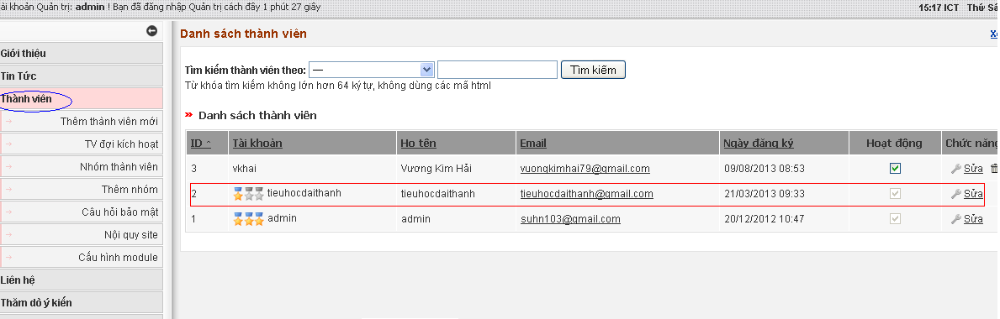 ài khoản Quản trị: admin ! Bạn đã đăng nhập Quản trị cách đây 1 phút 27 giây
15:17 ICT Thứ Sá
Giới thiệu
Tin Tức
Thành viên
Thêm thành viên mới
TV đợi kích hoạt
Nhóm thành viên
Thêm nhóm
Câu hỏi bảo mật
Nội quy site
Cấu hình module
Liên hệ
Thăm dò ý kiến
Danh sách thành viên
Tìm kiếm thành viên theo: — Tìm kiếm
Từ khóa tìm kiếm không lớn hơn 64 ký tự, không dùng các mã html
Danh sách thành viên
ID Tài khoản Họ tên Email Ngày đăng ký Hoạt động Chức năng
3 vkhai Vương Kim Hải vuongkimhai79@gmail.com 09/08/2013 08:53 Sửa
2 tieuhocdaithanh tieuhocdaithanh tieuhocdaithanh@gmail.com 21/03/2013 09:33 Sửa
1 admin admin suhn103@gmail.com 20/12/2012 10:47 Sửa